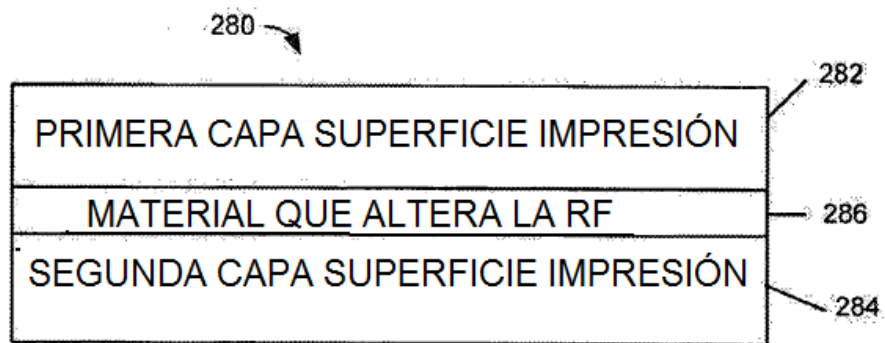 280
282
PRIMERA CAPA SUPERFICIE IMPRESIÓN
MATERIAL QUE ALTERA LA RF
286
SEGUNDA CAPA SUPERFICIE IMPRESIÓN
284